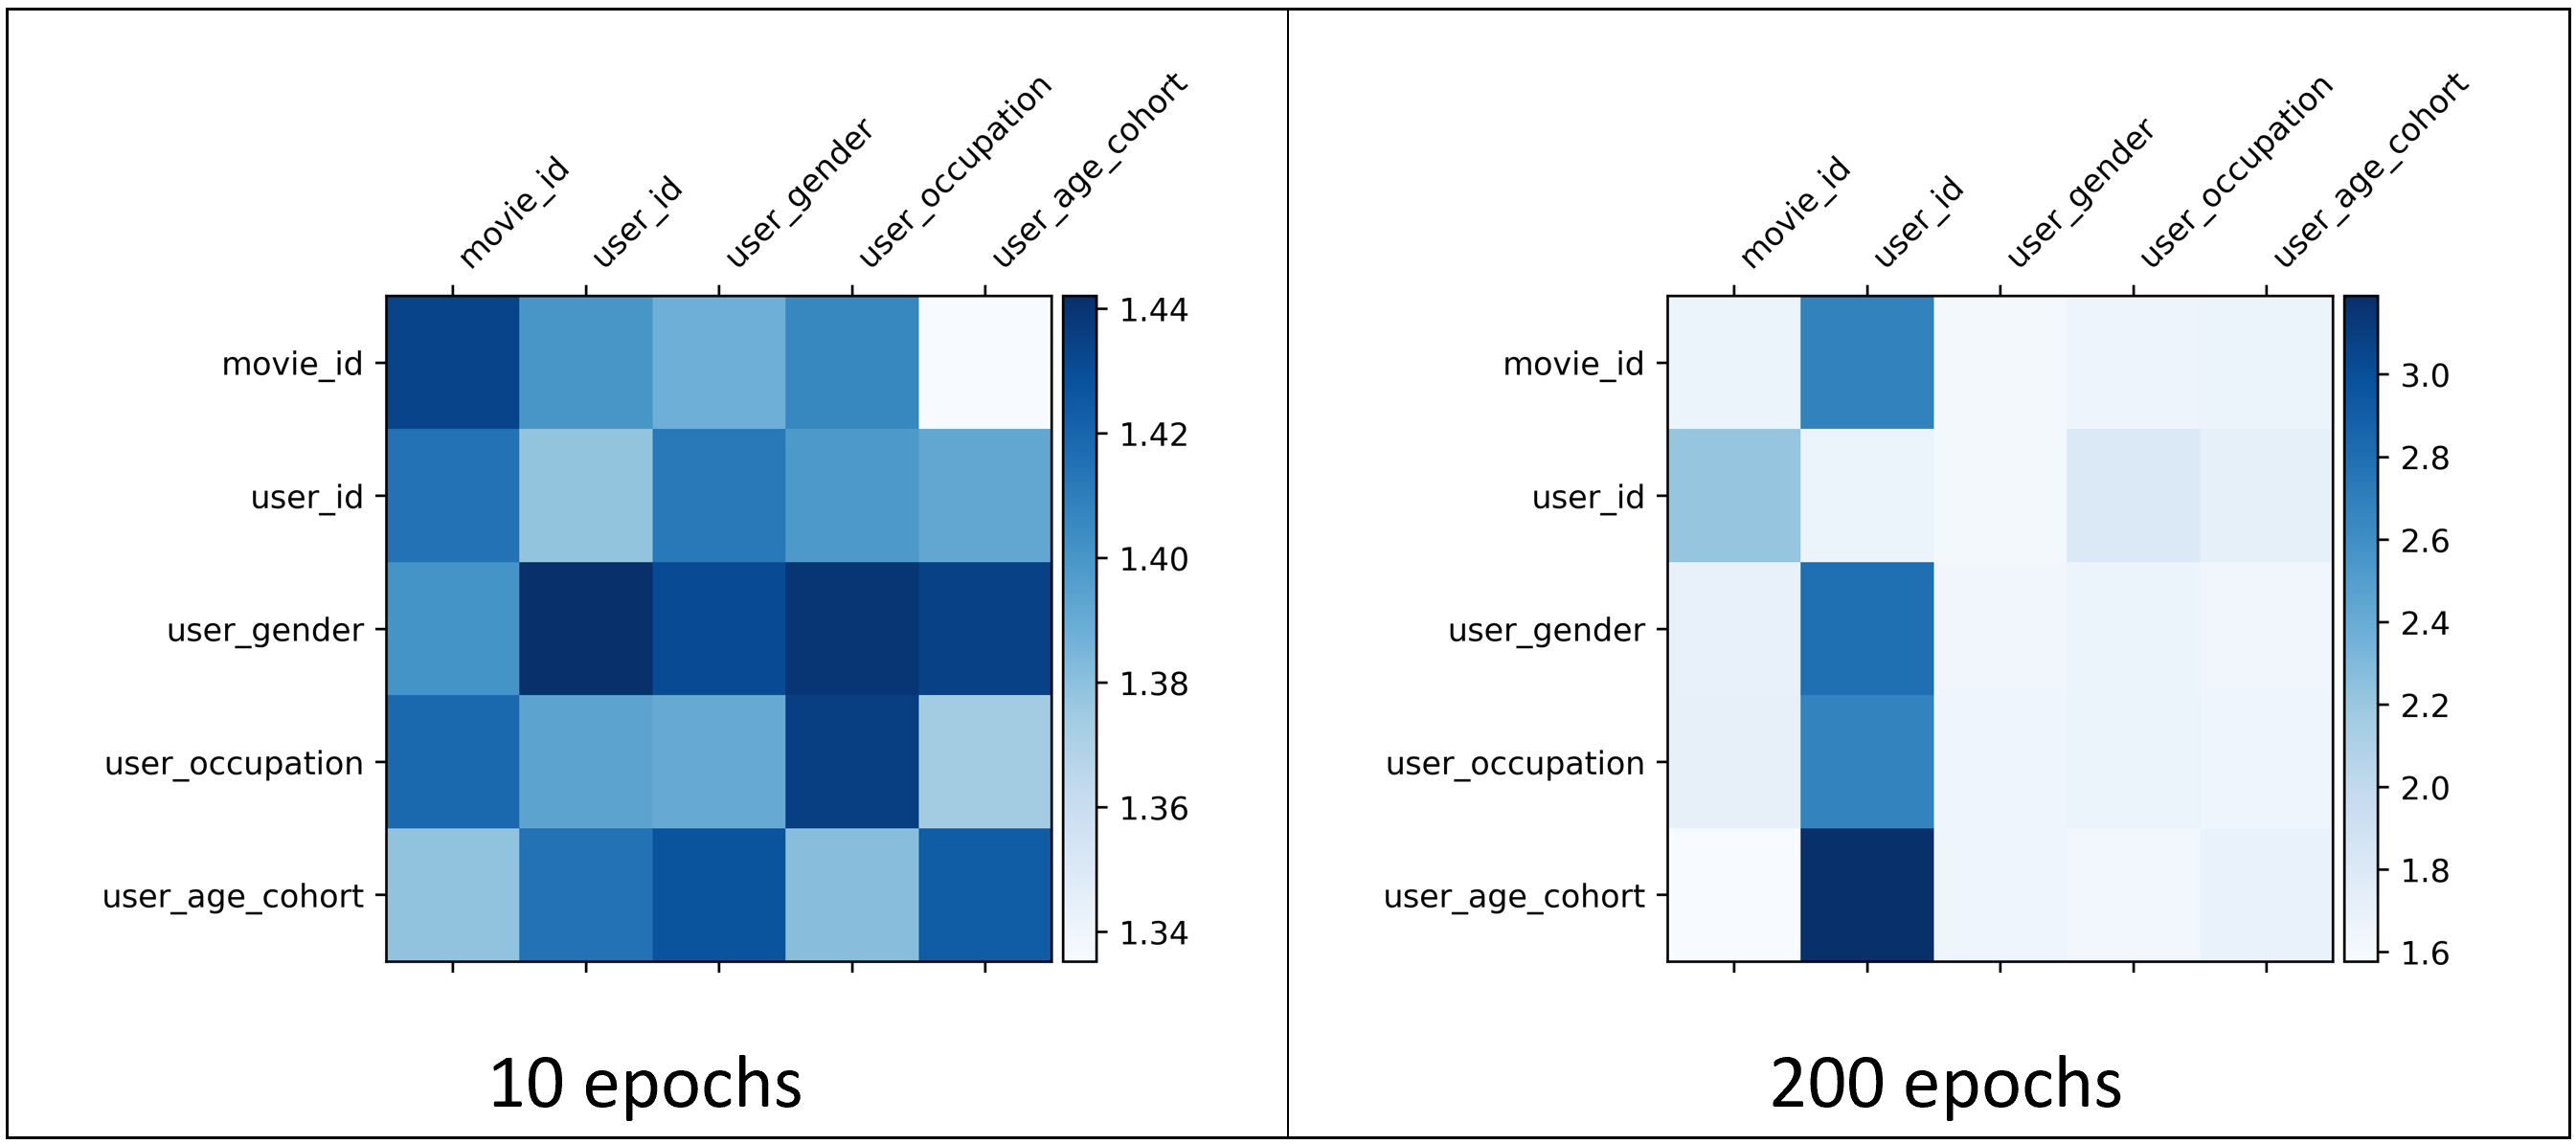 movie_id
user_id
user_gender
user_occupation
user_age_cohort
movie_id
user_id
user_gender
user_occupation
user_age_cohort
1.44
1.42
1.40
1.38
1.36
1.34
10 epochs
movie_id
user_id
user_gender
user_occupation
user_age_cohort
movie_id
user_id
user_gender
user_occupation
user_age_cohort
3.0
2.8
2.6
2.4
2.2
2.0
1.8
1.6
200 epochs